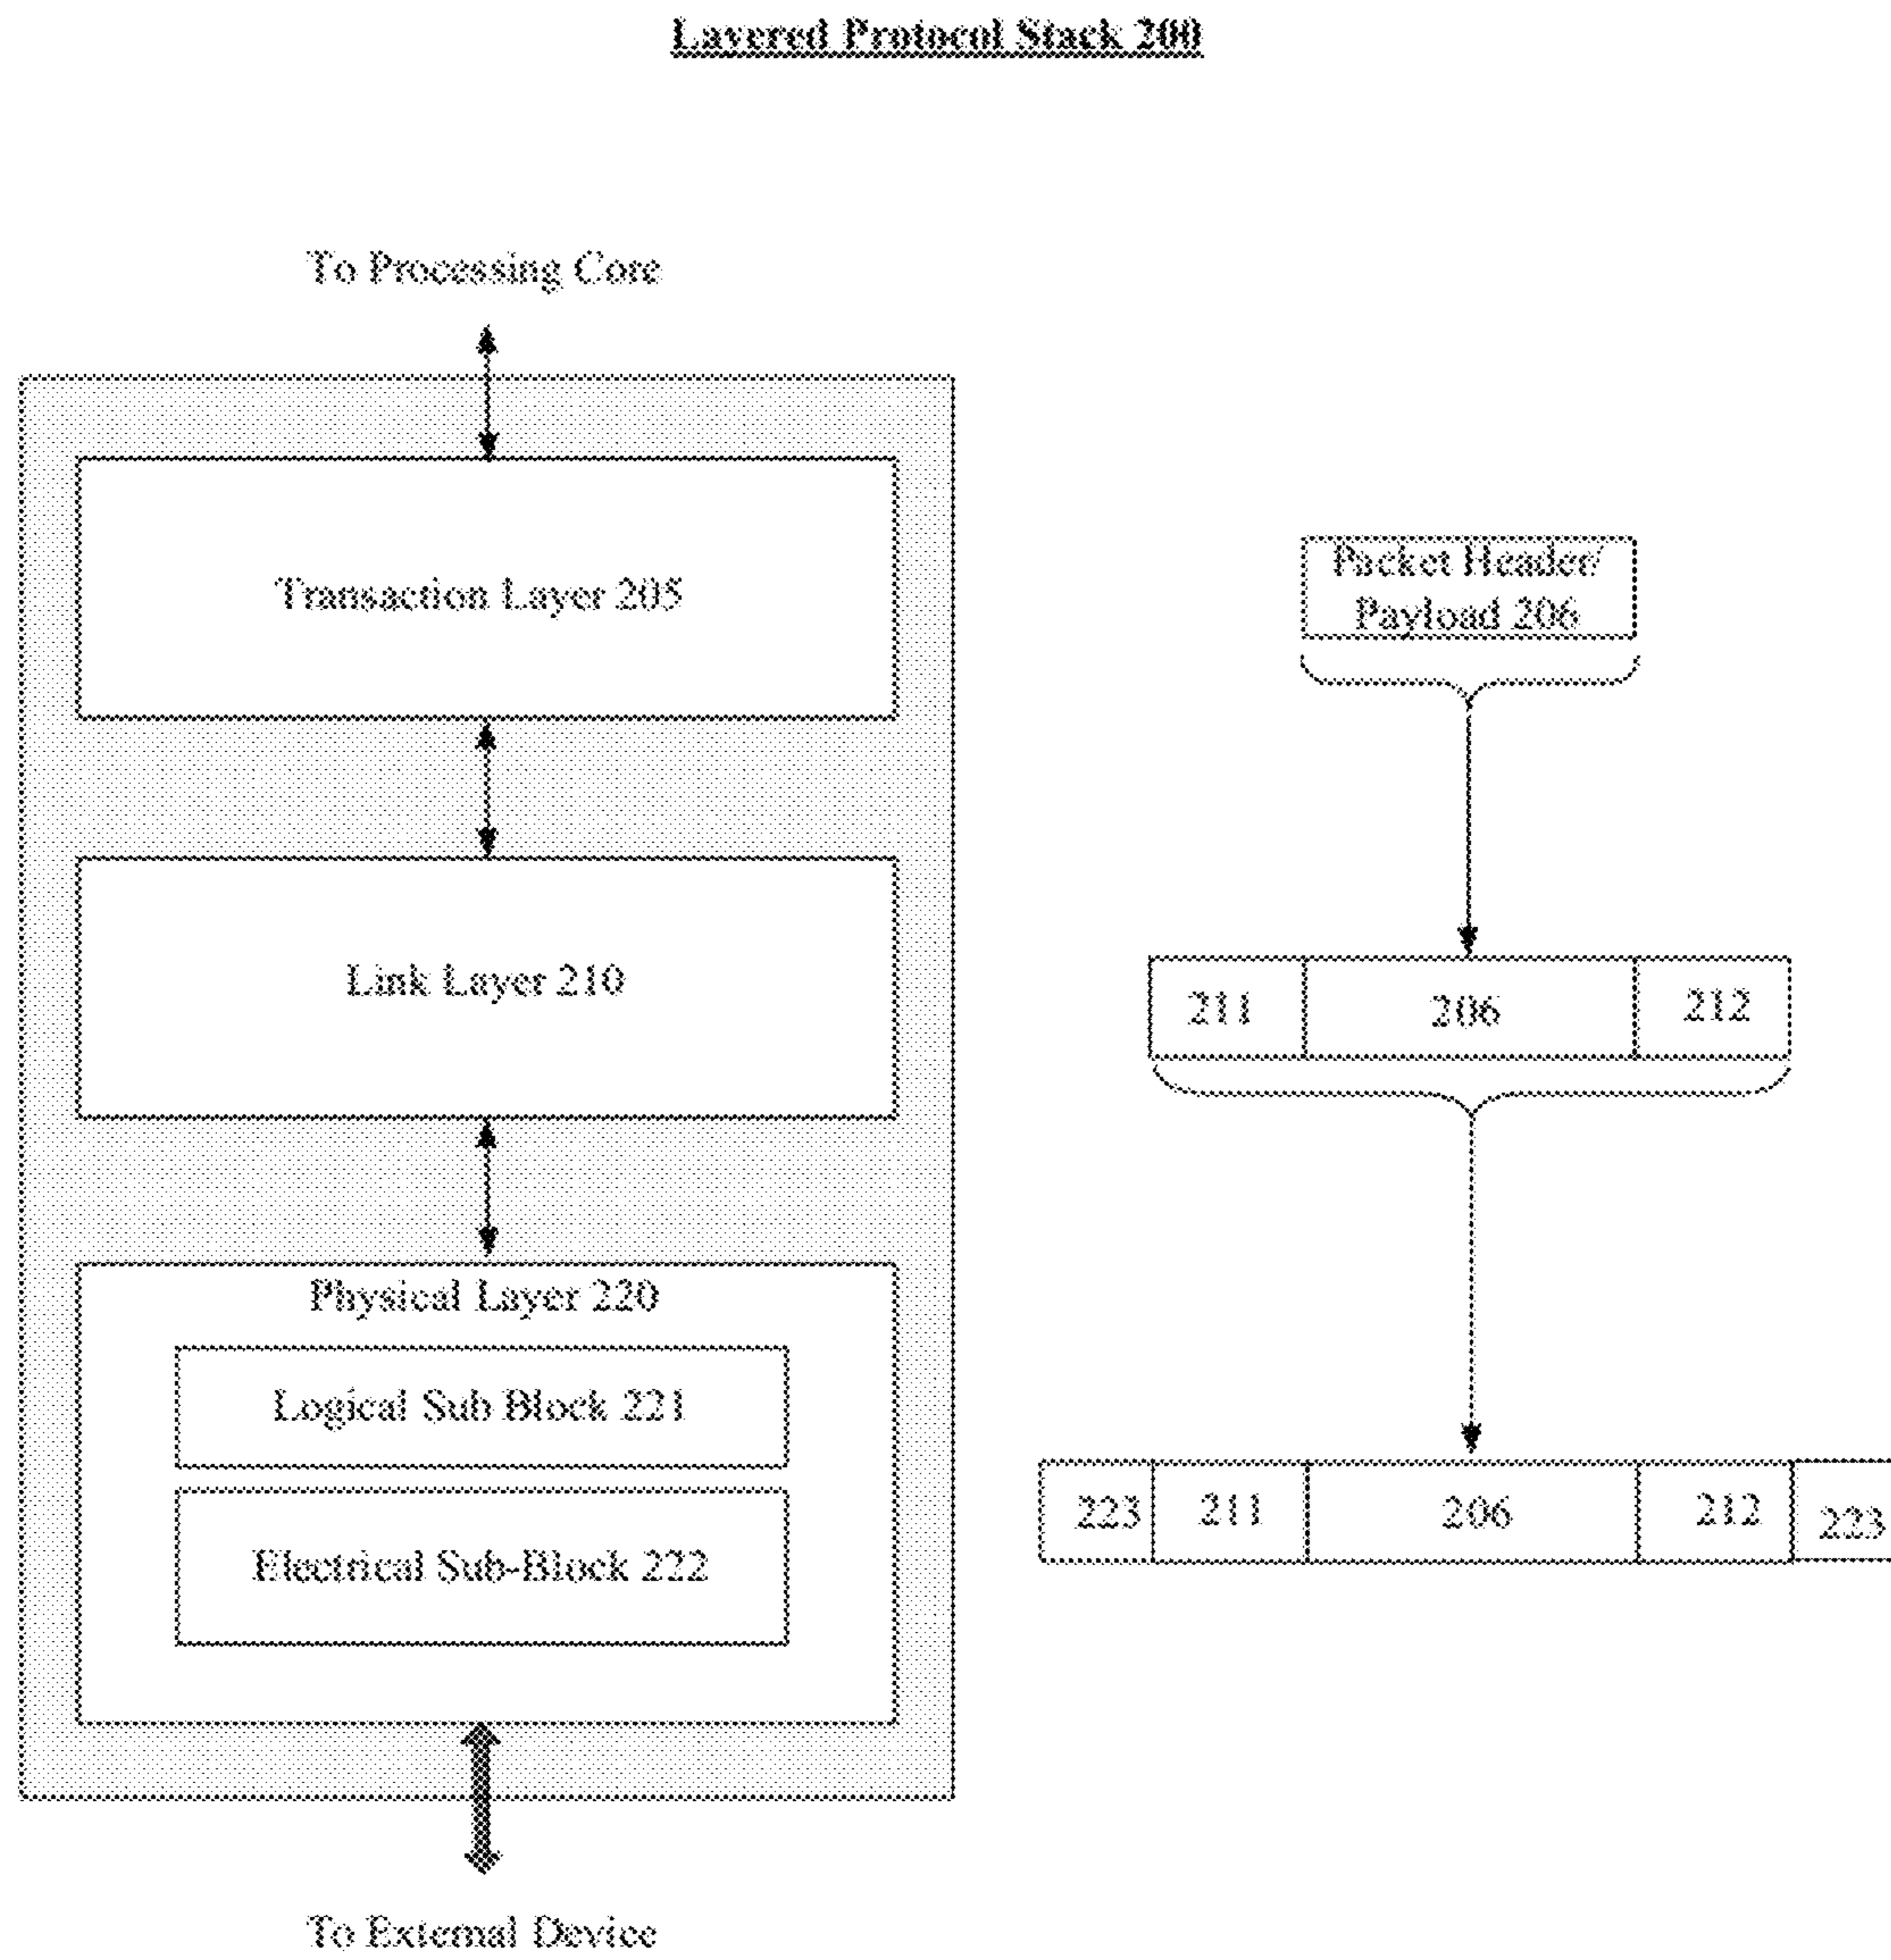 Layered Protocol Stack 200
To Processing Core
Transaction Layer 205
Packet Header/
Payload 206
Link Layer 210
211 206 212
Physical Layer 220
Logical Sub Block 221
Electrical Sub-Block 222
223 211 206 212 223
To External Device